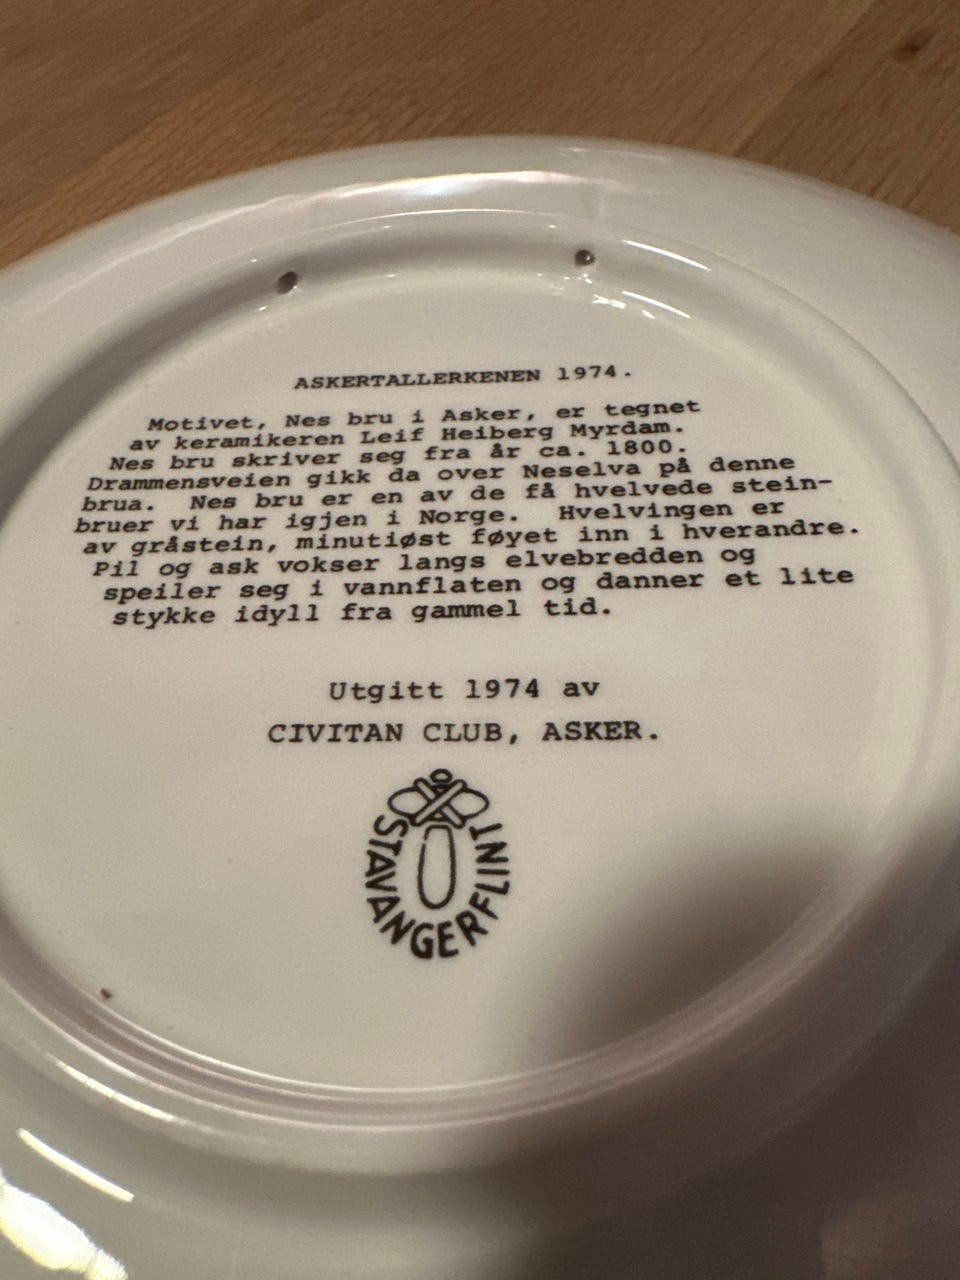 ASKERTALLERKENEN 1974.
Motivet, Nes bru i Asker, er tegnet
av keramikeren Leif Heiberg Myrdam.
Nes bru skriver seg fra år ca. 1800.
Drammensveien gikk da over Neselva på denne
brua. Nes bru er en av de få hvelvede stein-
bruer vi har igjen i Norge. Hvelvingen er
av gråstein, minutiøst føyet inn i hverandre.
Pil og ask vokser langs elvebredden og
speiler seg i vannflaten og danner et lite
stykke idyll fra gammel tid.
Utgitt 1974 av
CIVITAN CLUB, ASKER.
STAVANGERFLINT